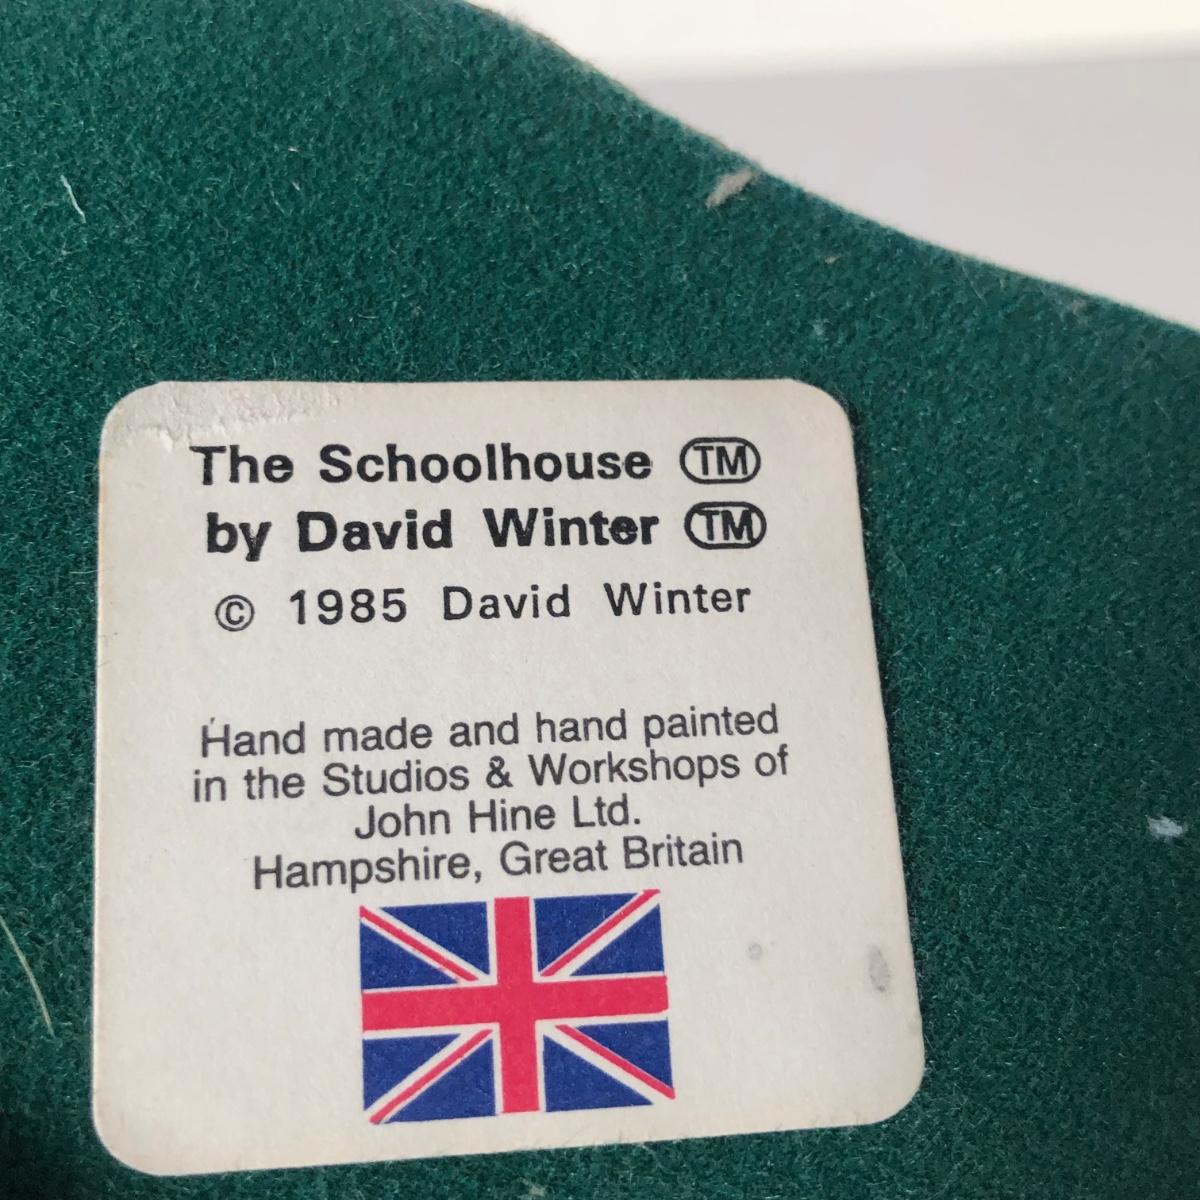 The Schoolhouse ™
by David Winter ™
© 1985 David Winter
Hand made and hand painted
in the Studios & Workshops of
John Hine Ltd.
Hampshire, Great Britain